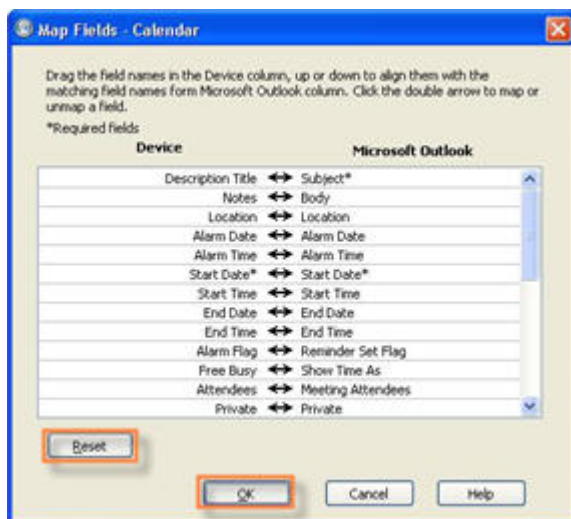 Map Fields - Calendar
Drag the field names in the Device column, up or down to align them with the
matching field names form Microsoft Outlook column. Click the double arrow to map or
unmap a field.
*Required fields
Device Microsoft Outlook
Description Title Subject*
Notes Body
Location Location
Alarm Date Alarm Date
Alarm Time Alarm Time
Start Date* Start Date*
Start Time Start Time
End Date End Date
End Time End Time
Alarm Flag Reminder Set Flag
Free Busy Show Time As
Attendees Meeting Attendees
Private Private
Reset
OK Cancel Help